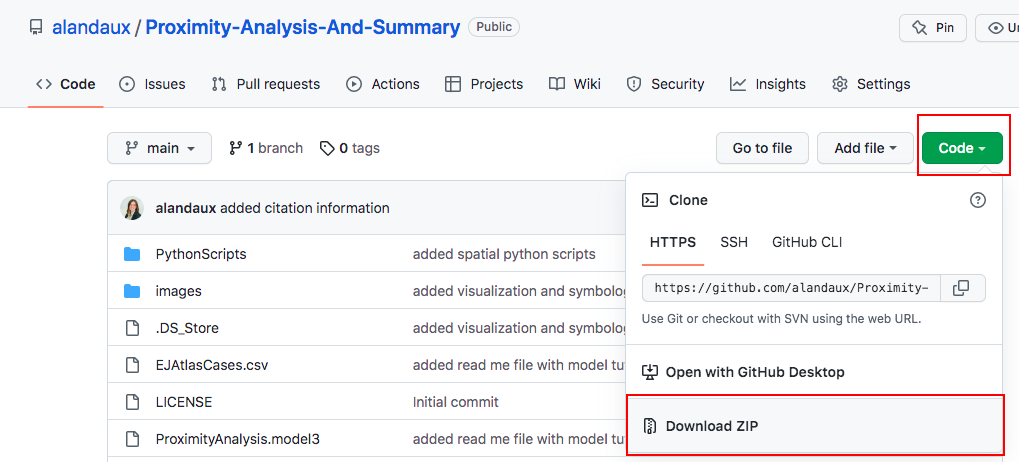 alandaux / Proximity-Analysis-And-Summary Public Pin Un
Code Issues Pull requests Actions Projects Wiki Security Insights Settings
main 1 branch 0 tags Go to file Add file Code
alandaux added citation information
Clone
HTTPS SSH GitHub CLI
PythonScripts added spatial python scripts
https://github.com/alandaux/Proximity-
images added visualization and symbolo
Use Git or checkout with SVN using the web URL.
.DS_Store added visualization and symbolo
EJAtlasCases.csv added read me file with model tu
Open with GitHub Desktop
LICENSE Initial commit
Download ZIP
ProximityAnalysis.model3 added read me file with model tu